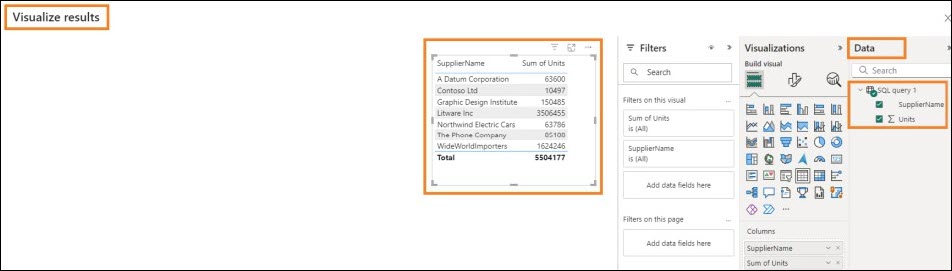 Visualize results
SupplierName Sum of Units
A Datum Corporation 63600
Contoso Ltd 10497
Graphic Design Institute 150485
Litware Inc 3506455
Northwind Electric Cars 63786
The Phone Company 85108
WideWorldImporters 1624246
Total 5504177
Filters
Search
Filters on this visual
Sum of Units
is (All)
SupplierName
is (All)
Add data fields here
Filters on this page
Add data fields here
Visualizations
Build visual
Columns
SupplierName
Sum of Units
Data
Search
SQL query 1
SupplierName
Units